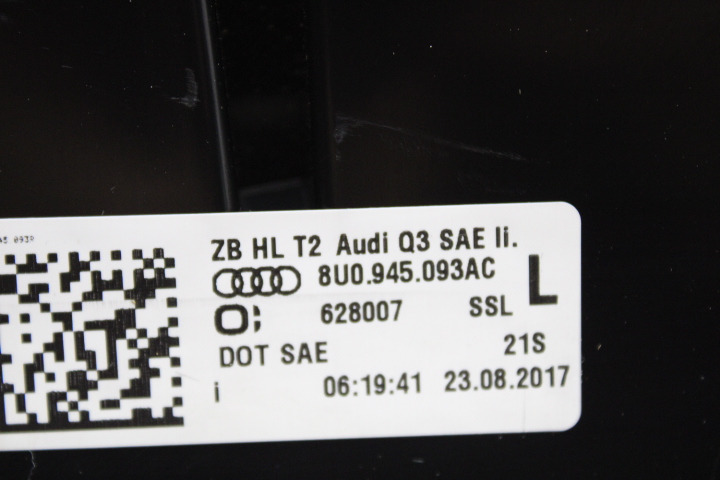 ZB HL T2 Audi Q3 SAE li.
8U0.945.093AC
L
628007 SSL
DOT SAE 21S
i 06:19:41 23.08.2017